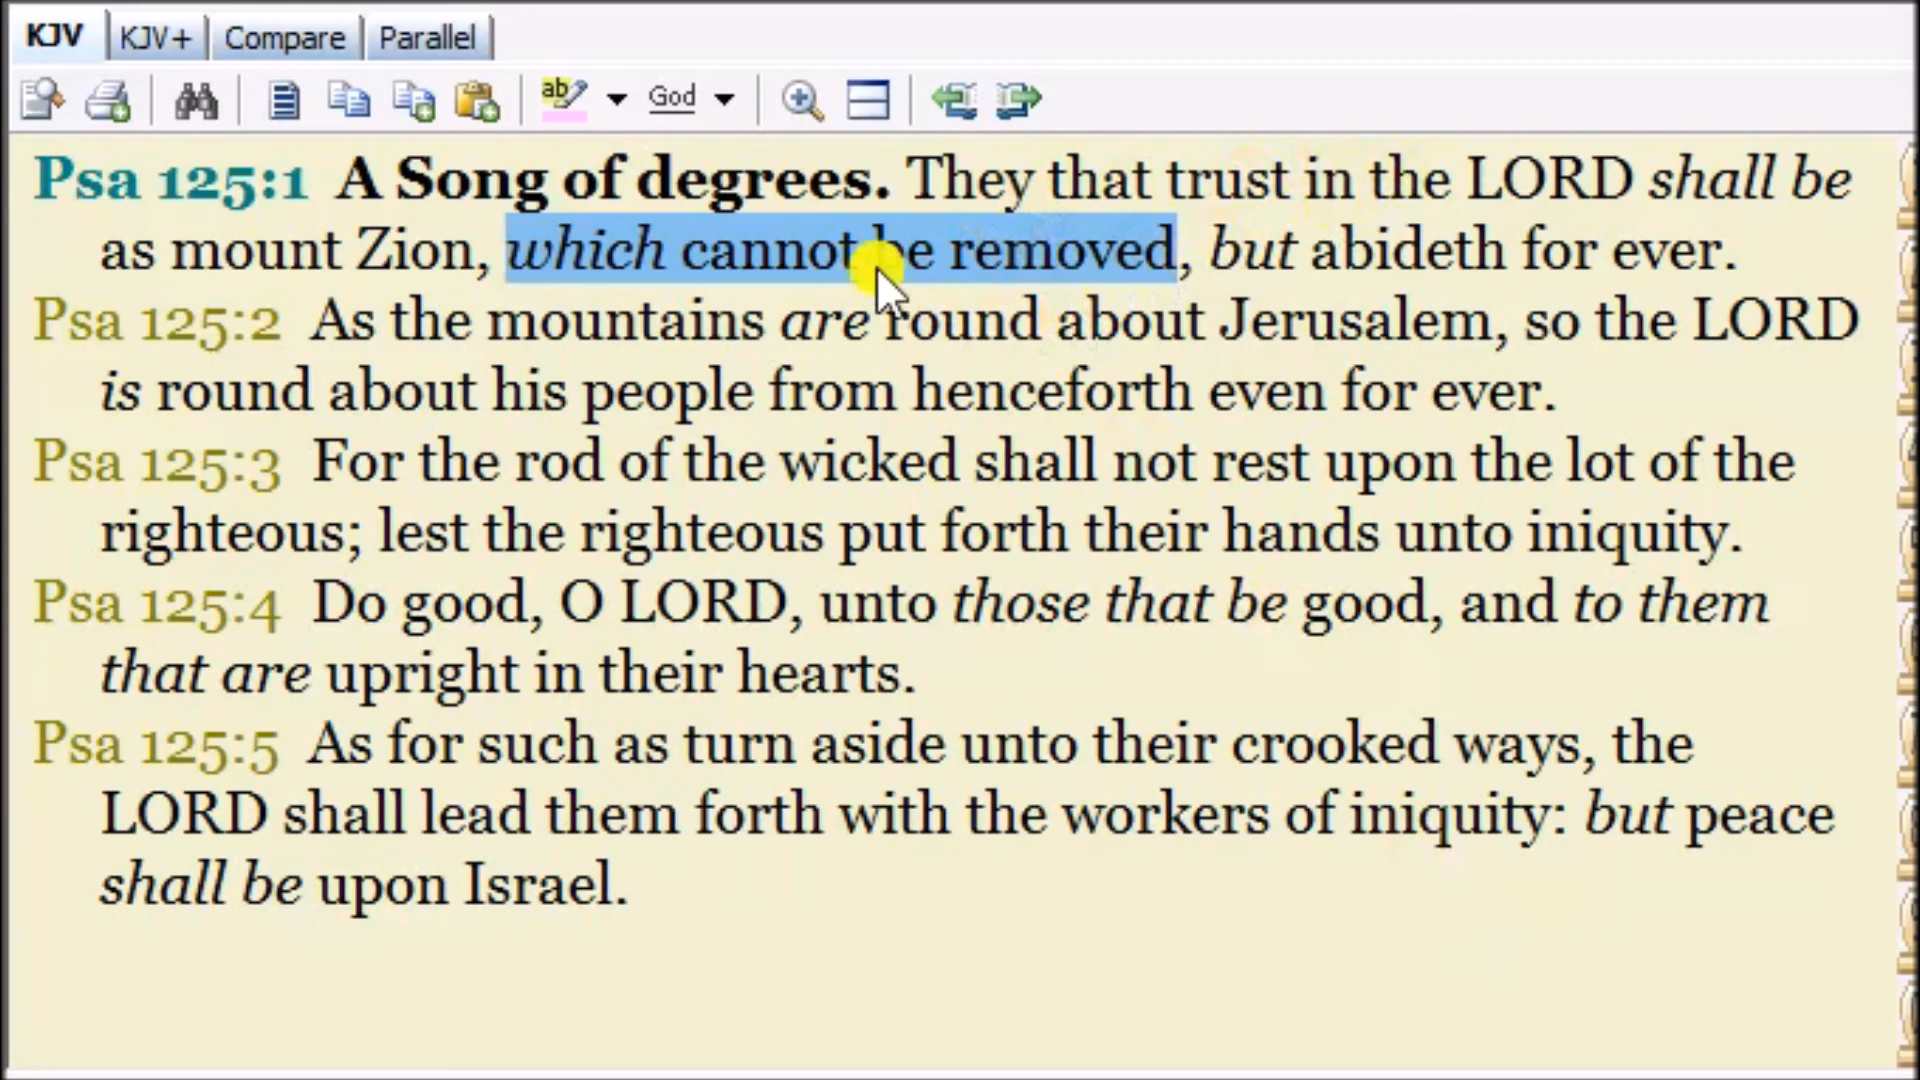 KJV KJV+ Compare Parallel
ab God
Psa 125:1 A Song of degrees. They that trust in the LORD shall be
as mount Zion, which cannot be removed, but abideth for ever.
Psa 125:2 As the mountains are round about Jerusalem, so the LORD
is round about his people from henceforth even for ever.
Psa 125:3 For the rod of the wicked shall not rest upon the lot of the
righteous; lest the righteous put forth their hands unto iniquity.
Psa 125:4 Do good, O LORD, unto those that be good, and to them
that are upright in their hearts.
Psa 125:5 As for such as turn aside unto their crooked ways, the
LORD shall lead them forth with the workers of iniquity: but peace
shall be upon Israel.